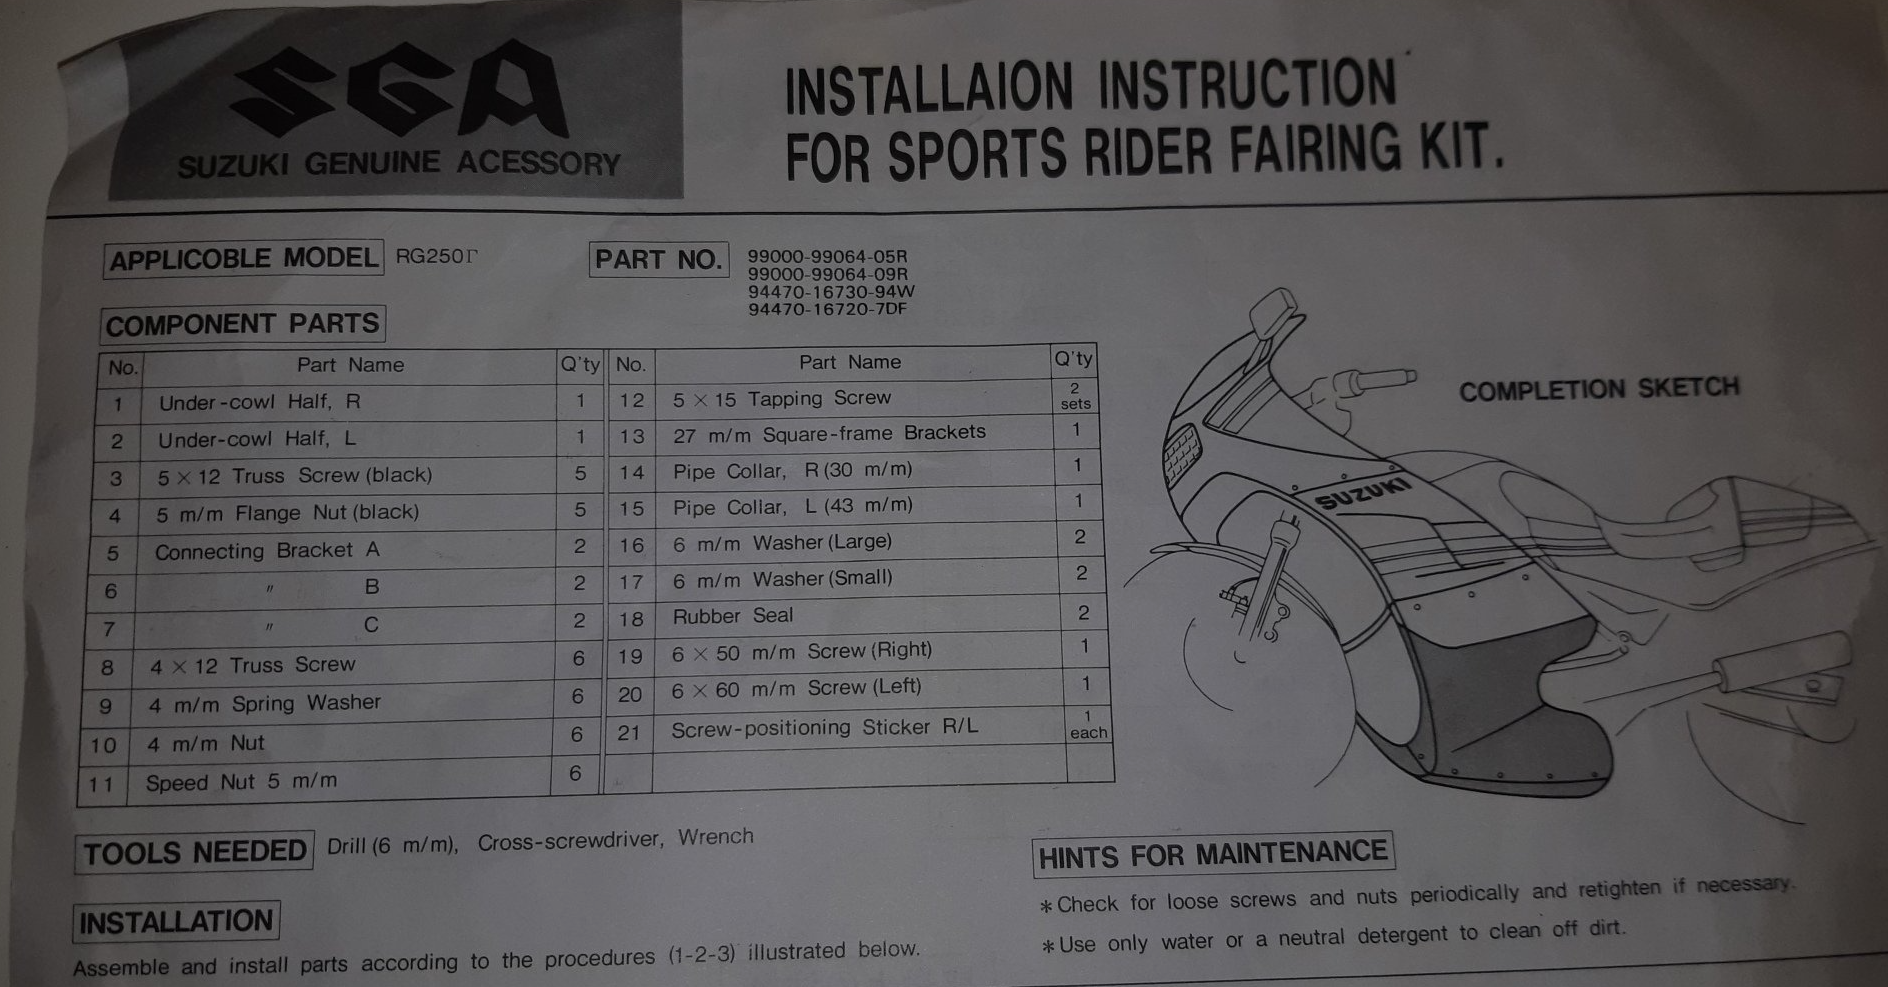 SGA
SUZUKI GENUINE ACESSORY
INSTALLAION INSTRUCTION
FOR SPORTS RIDER FAIRING KIT.
APPLICOBLE MODEL RG250Γ
PART NO. 99000-99064-05R
99000-99064-09R
94470-16730-94W
94470-16720-7DF
COMPONENT PARTS
No. Part Name Q'ty No. Part Name Q'ty
1 Under-cowl Half, R 1 12 5 × 15 Tapping Screw 2 sets
2 Under-cowl Half, L 1 13 27 m/m Square-frame Brackets 1
3 5 × 12 Truss Screw (black) 5 14 Pipe Collar, R (30 m/m) 1
4 5 m/m Flange Nut (black) 5 15 Pipe Collar, L (43 m/m) 1
5 Connecting Bracket A 2 16 6 m/m Washer (Large) 2
6 〃 B 2 17 6 m/m Washer (Small) 2
7 〃 C 2 18 Rubber Seal 2
8 4 × 12 Truss Screw 6 19 6 × 50 m/m Screw (Right) 1
9 4 m/m Spring Washer 6 20 6 × 60 m/m Screw (Left) 1
10 4 m/m Nut 6 21 Screw-positioning Sticker R/L 1 each
11 Speed Nut 5 m/m 6
COMPLETION SKETCH
SUZUKI
TOOLS NEEDED Drill (6 m/m), Cross-screwdriver, Wrench
INSTALLATION
Assemble and install parts according to the procedures (1-2-3) illustrated below.
HINTS FOR MAINTENANCE
* Check for loose screws and nuts periodically and retighten if necessary.
* Use only water or a neutral detergent to clean off dirt.